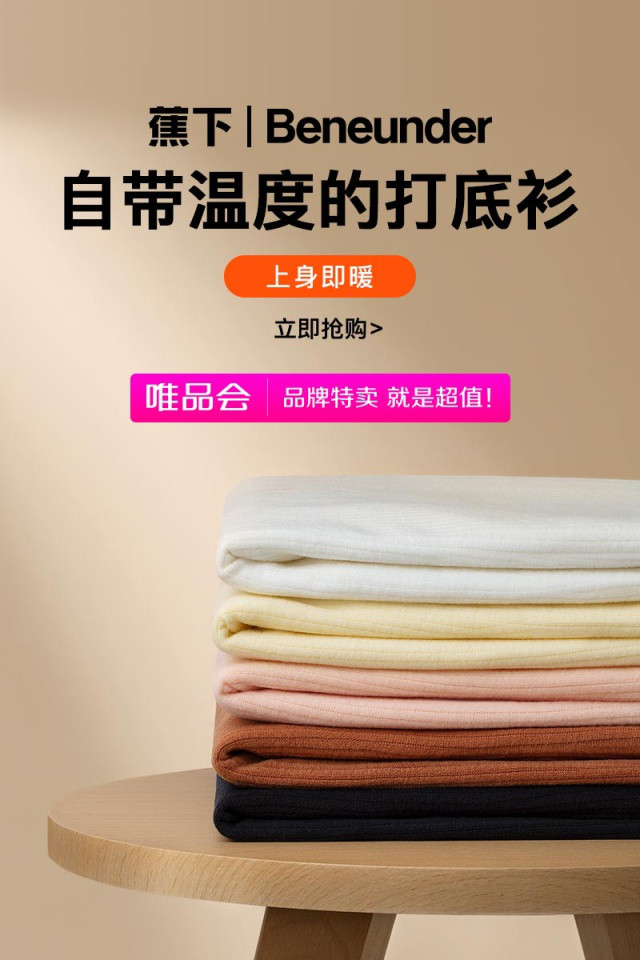 蕉下 | Beneunder
自带温度的打底衫
上身即暖
立即抢购>
唯品会 | 品牌特卖 就是超值!